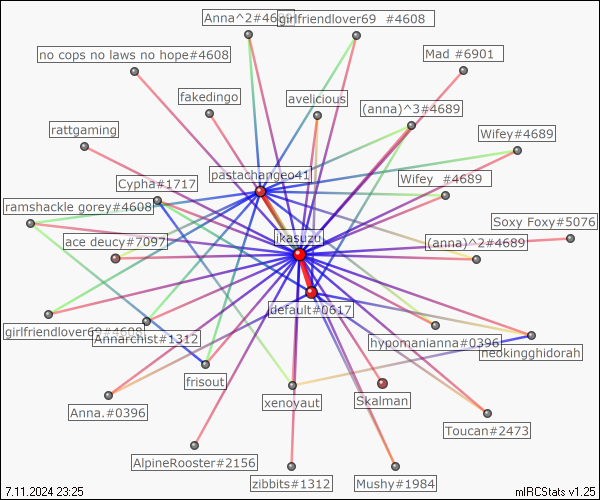 Anna^2#4608
girlfriendlover69 #4608
no cops no laws no hope#4608
Mad #6901
fakedingo
avelicious
(anna)^3#4689
rattgaming
Wifey#4689
pastachangeo41
Cypha#1717
Wifey #4689
ramshackle gorey#4608
Soxy Foxy#5076
ikasuzu
ace deucy#7097
(anna)^2#4689
default#0617
girlfriendlover69#4608
Annarchist#1312
hypomanianna#0396
neokingghidorah
frisout
xenoyaut
Skalman
Anna.#0396
Toucan#2473
AlpineRooster#2156
zibbits#1312
Mushy#1984
7.11.2024 23:25
mIRCStats v1.25